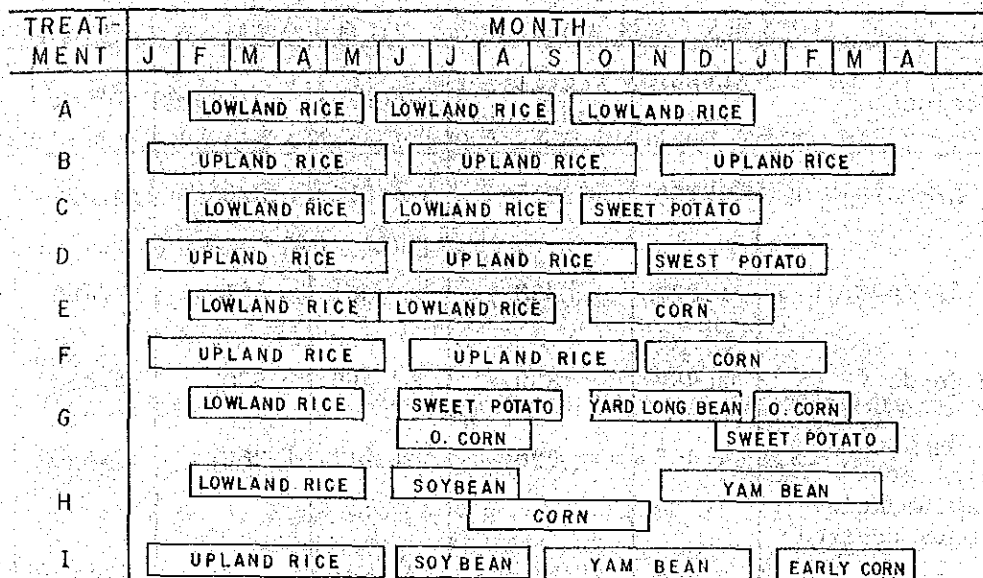 TREAT- MONTH
MENT J F M A M J J A S O N D J F M A
A LOWLAND RICE LOWLAND RICE LOWLAND RICE
B UPLAND RICE UPLAND RICE UPLAND RICE
C LOWLAND RICE LOWLAND RICE SWEET POTATO
D UPLAND RICE UPLAND RICE SWEST POTATO
E LOWLAND RICE LOWLAND RICE CORN
F UPLAND RICE UPLAND RICE CORN
G LOWLAND RICE SWEET POTATO YARD LONG BEAN O. CORN
O. CORN SWEET POTATO
H LOWLAND RICE SOYBEAN YAM BEAN
CORN
I UPLAND RICE SOY BEAN YAM BEAN EARLY CORN